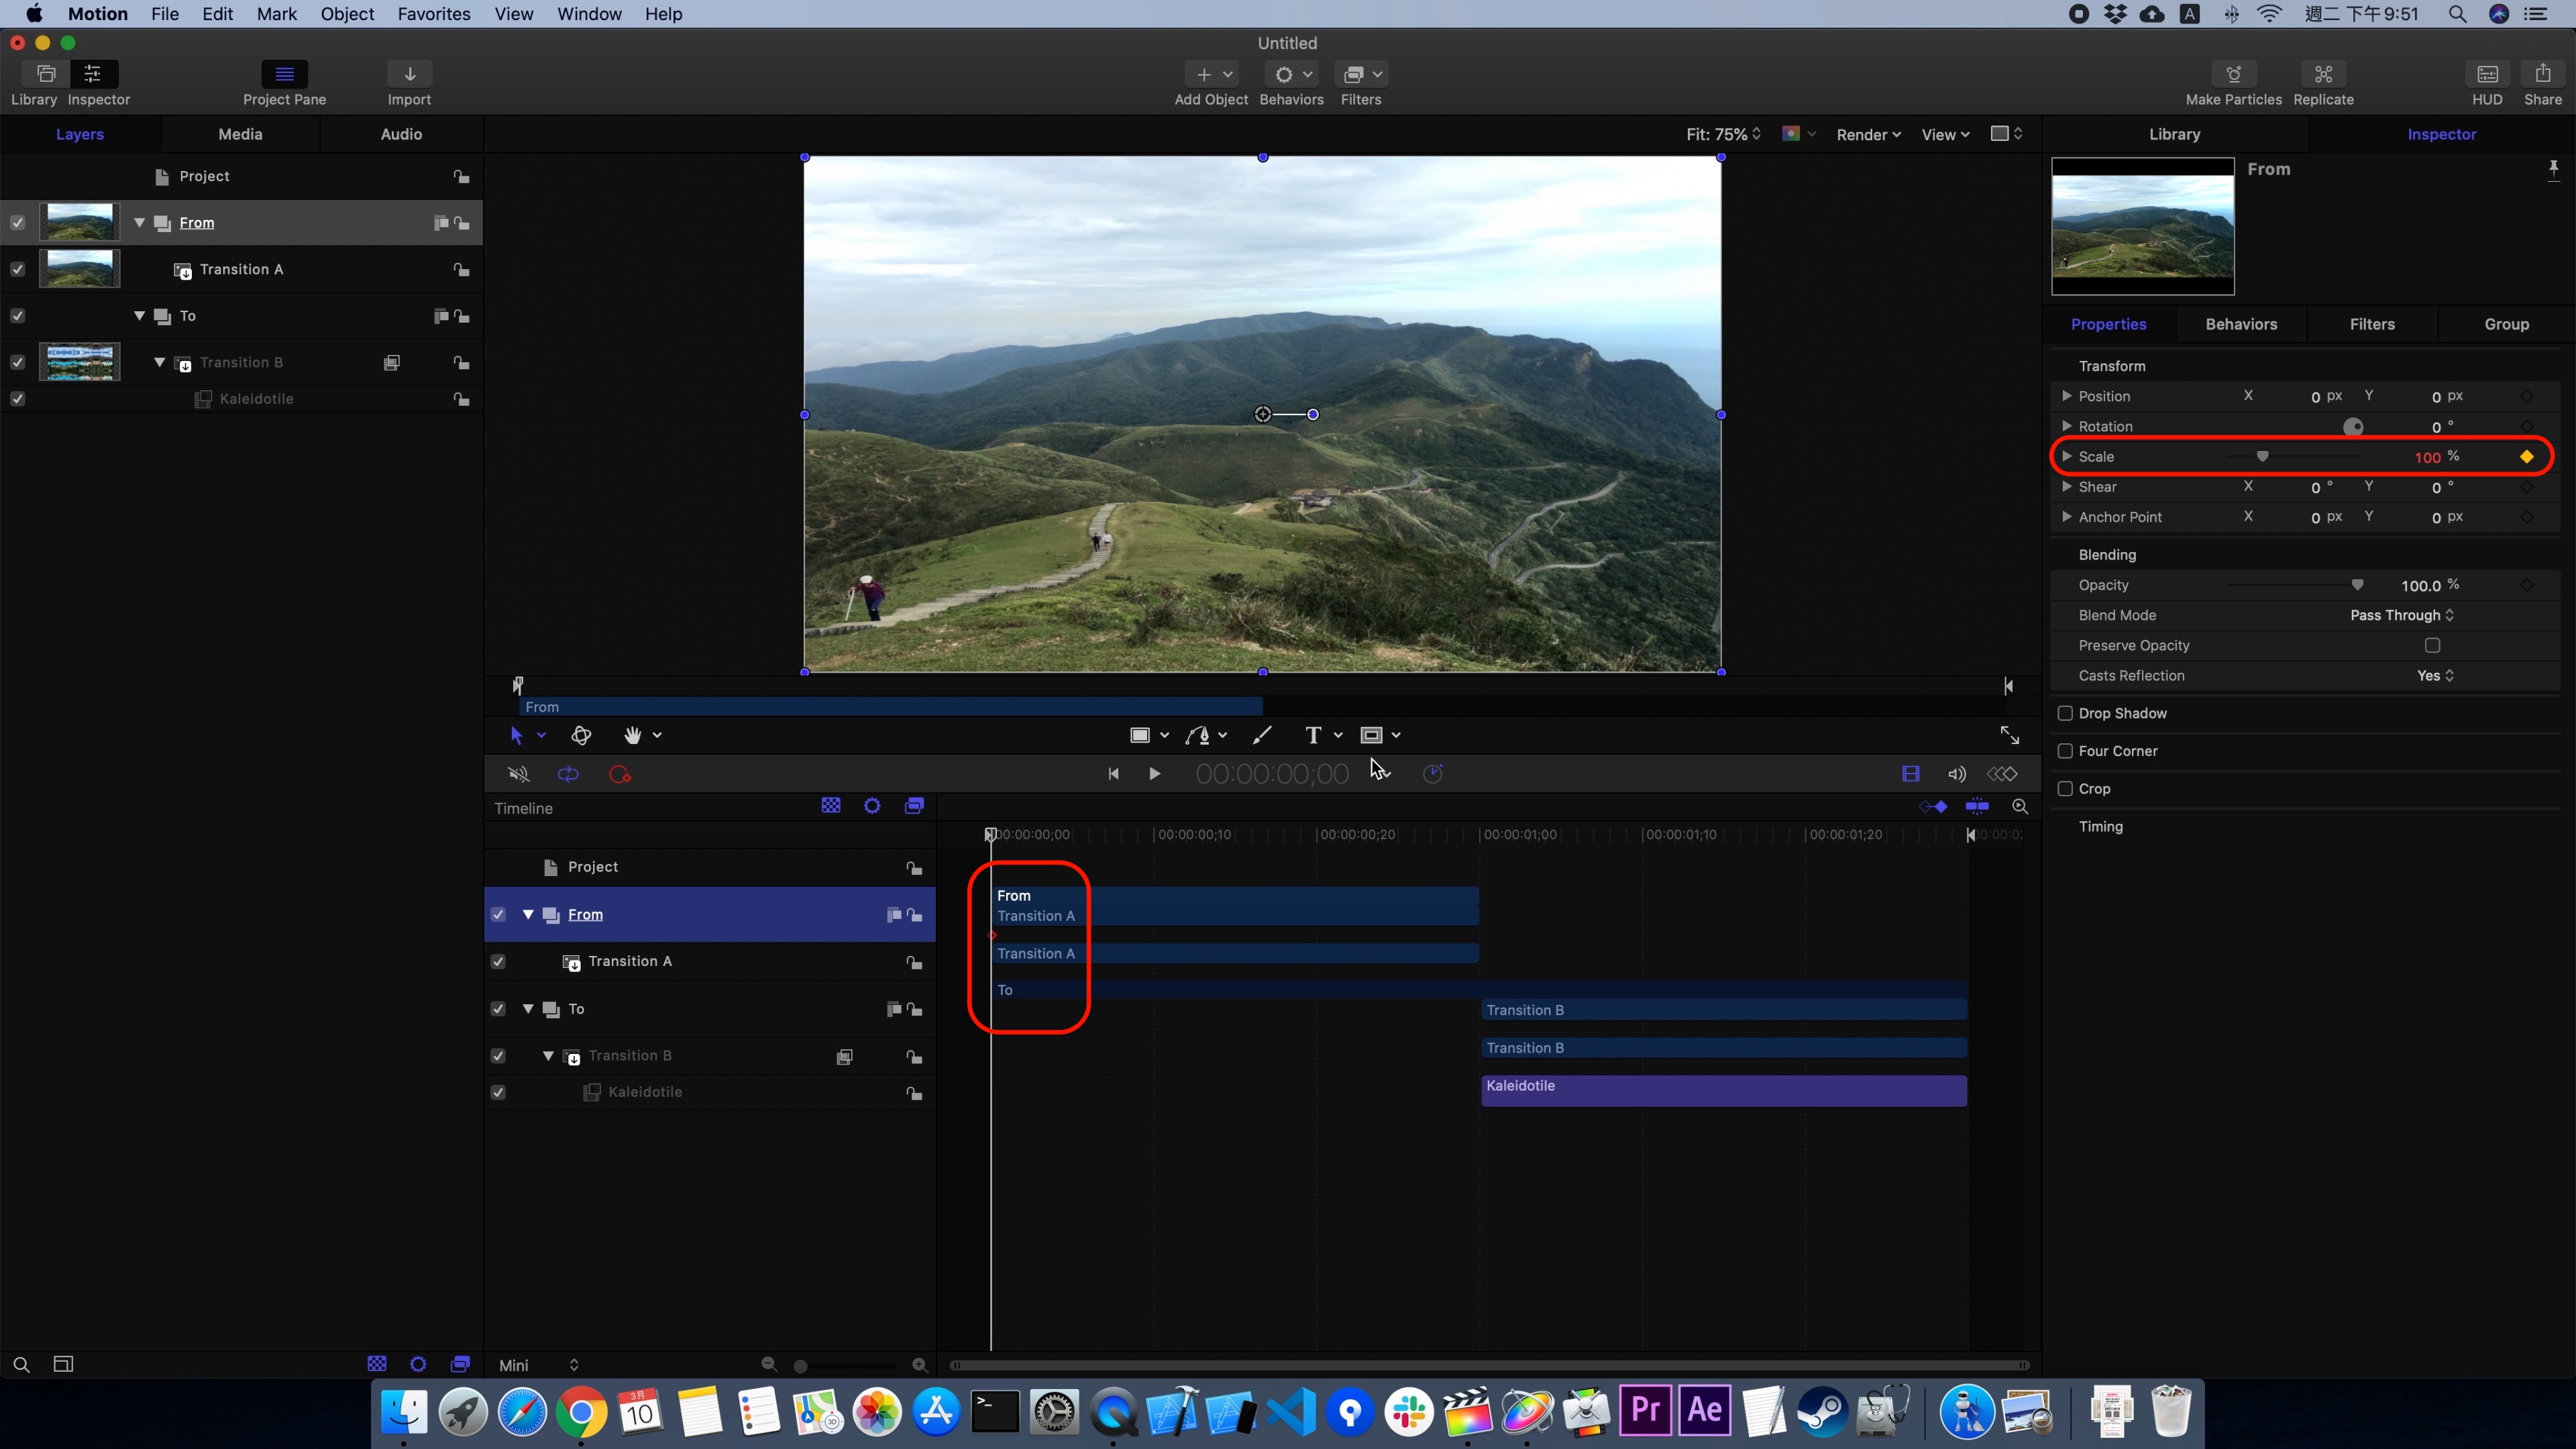 Motion File Edit Mark Object Favorites View Window Help
A 週二 下午9:51
Untitled
Library Inspector Project Pane Import Add Object Behaviors Filters Make Particles Replicate HUD Share
Layers Media Audio
Fit: 75% Render View
Library Inspector
Project
From
Transition A
To
Transition B
Kaleidotile
From
Properties Behaviors Filters Group
Transform
Position X 0 px Y 0 px
Rotation 0 °
Scale 100 %
Shear X 0 ° Y 0 °
Anchor Point X 0 px Y 0 px
Blending
Opacity 100.0 %
Blend Mode Pass Through
Preserve Opacity
Casts Reflection Yes
Drop Shadow
Four Corner
Crop
Timing
From
T
00:00:00;00
Timeline
00:00:00;00 00:00:00;10 00:00:00;20 00:00:01;00 00:00:01;10 00:00:01;20
Project
From
Transition A
To
Transition B
Kaleidotile
From
Transition A
Transition A
To
Transition B
Transition B
Kaleidotile
Mini
3月
10
3D
Pr Ae